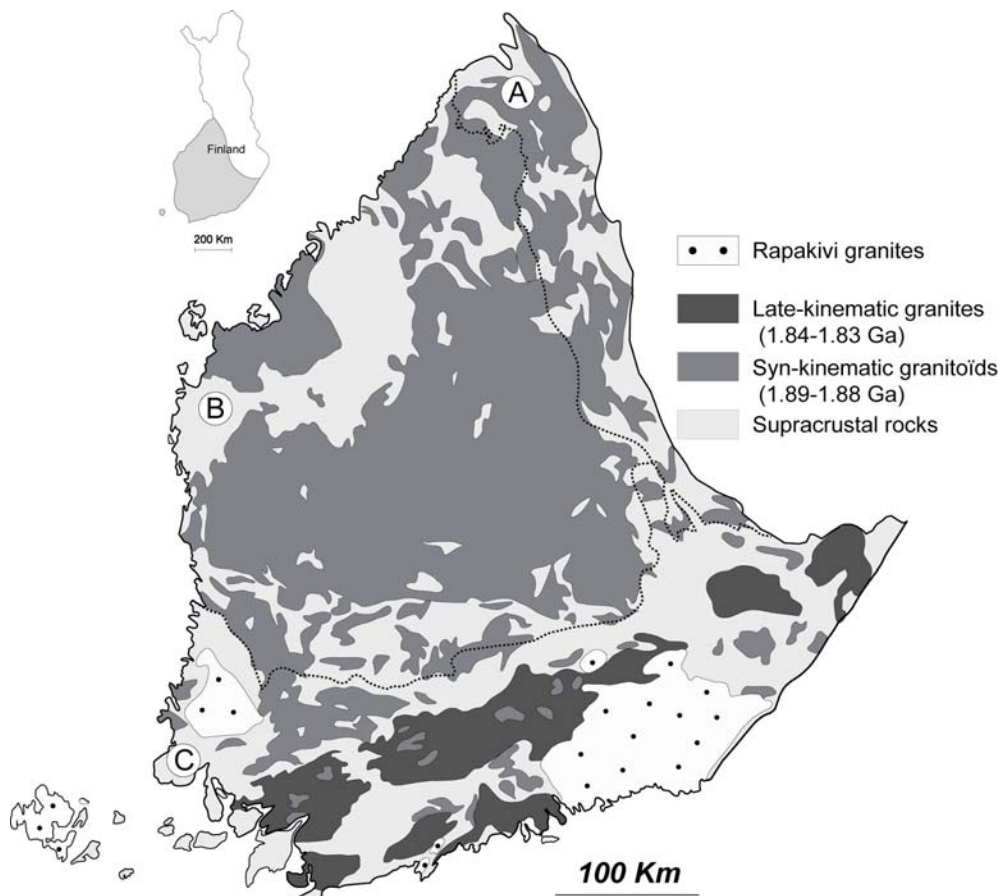 Finland
200 Km
A
B
C
Rapakivi granites
Late-kinematic granites
(1.84-1.83 Ga)
Syn-kinematic granitoïds
(1.89-1.88 Ga)
Supracrustal rocks
100 Km